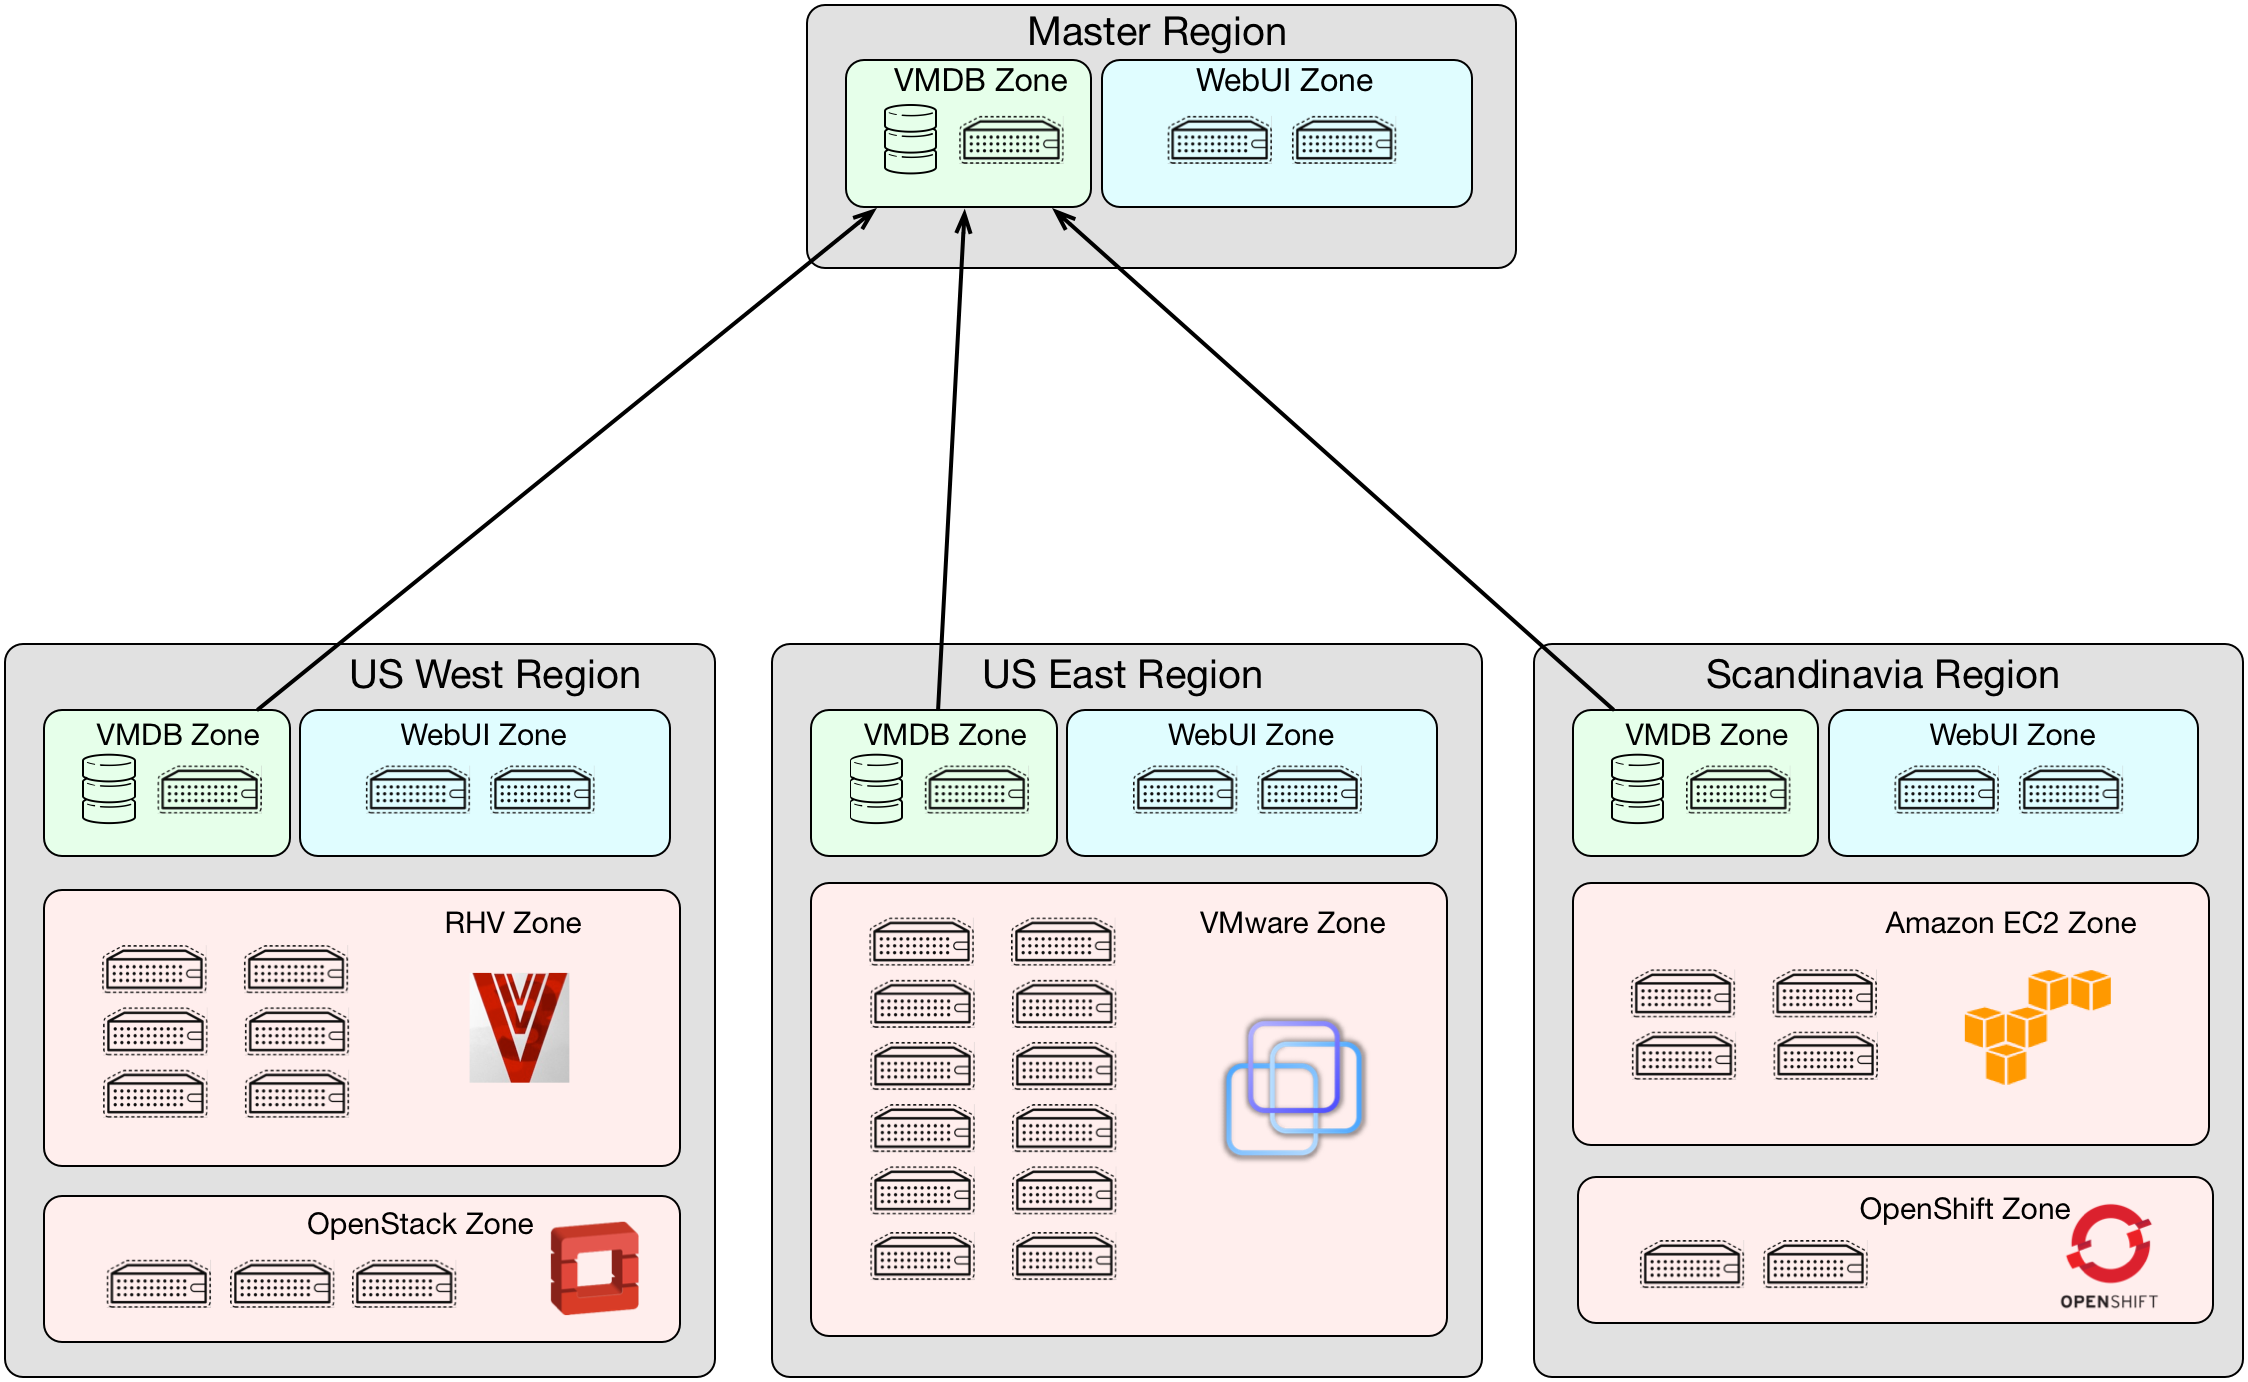 Master Region
VMDB Zone
WebUI Zone
US West Region
VMDB Zone
WebUI Zone
RHV Zone
OpenStack Zone
US East Region
VMDB Zone
WebUI Zone
VMware Zone
Scandinavia Region
VMDB Zone
WebUI Zone
Amazon EC2 Zone
OpenShift Zone
OPENSHIFT